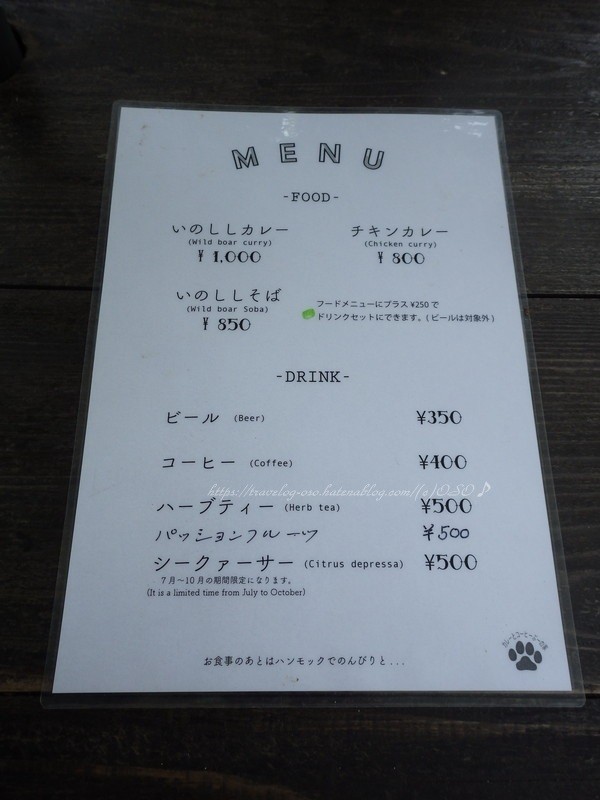 MENU
-FOOD-
いのししカレー
(Wild boar curry)
¥ 1,000
チキンカレー
(Chicken curry)
¥ 800
いのししそば
(Wild boar Soba)
¥ 850
フードメニューにプラス ¥250 で
ドリンクセットにできます。( ビールは対象外 )
-DRINK-
ビール (Beer) ¥350
コーヒー (Coffee) ¥400
https://travelog-oso.hatenablog.com/
ハーブティー (Herb tea) ¥500
パッションフルーツ ¥500
シークァーサー (Citrus depressa) ¥500
7月～10月の期間限定になります。
(It is a limited time from July to October)
お食事のあとはハンモックでのんびりと...